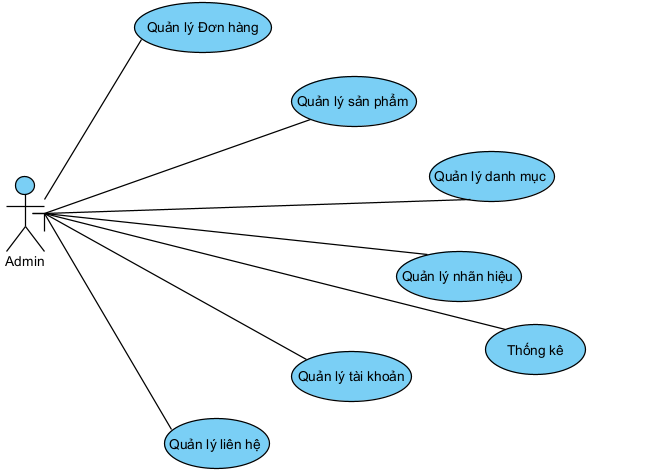 Quản lý Đơn hàng
Quản lý sản phẩm
Quản lý danh mục
Admin
Quản lý nhãn hiệu
Thống kê
Quản lý tài khoản
Quản lý liên hệ